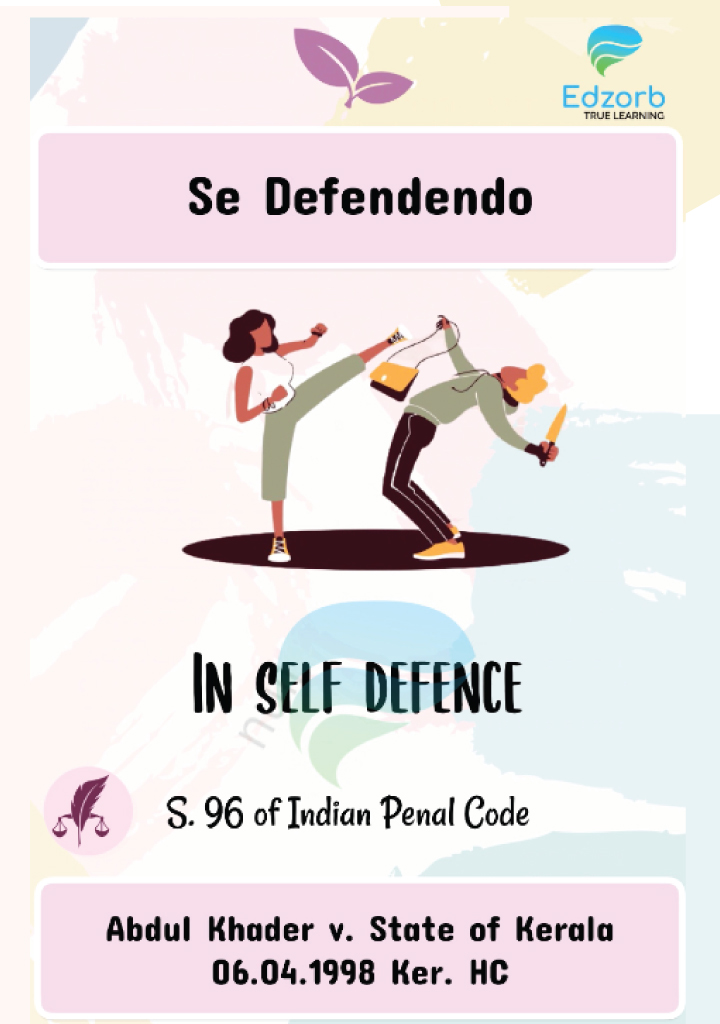 Edzorb
TRUE LEARNING
Se Defendendo
IN SELF DEFENCE
S. 96 of Indian Penal Code
Abdul Khader v. State of Kerala
06.04.1998 Ker. HC